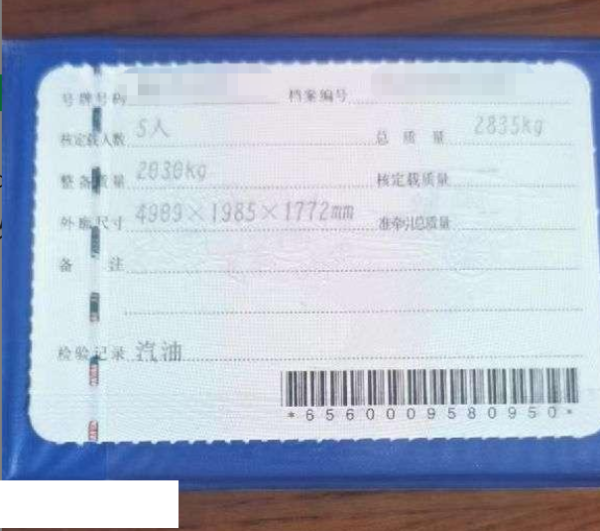 号牌号码 档案编号
核定载人数 5人 总质量 2835kg
整备质量 2030kg 核定载质量 --
外廓尺寸 4909×1985×1772mm 准牵引总质量 --
备注
检验记录 汽油
*6560009580950*